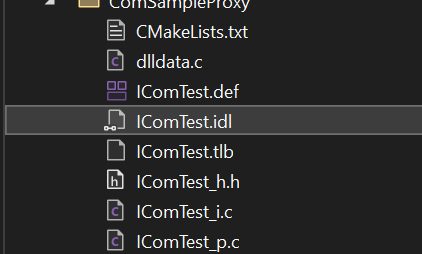 ComSampleProxy
CMakeLists.txt
dlldata.c
IComTest.def
IComTest.idl
IComTest.tlb
IComTest_h.h
IComTest_i.c
IComTest_p.c